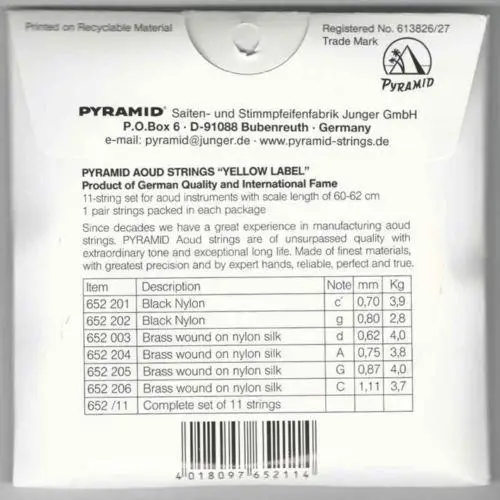 Printed on Recyclable Material
Registered No. 613826/27
Trade Mark
PYRAMID
PYRAMID® Saiten- und Stimmpfeifenfabrik Junger GmbH
P.O.Box 6 · D-91088 Bubenreuth · Germany
e-mail: pyramid@junger.de · www.pyramid-strings.de
PYRAMID AOUD STRINGS "YELLOW LABEL"
Product of German Quality and International Fame
11-string set for aoud instruments with scale length of 60-62 cm
1 pair strings packed in each package
Since decades we have a great experience in manufacturing aoud
strings. PYRAMID Aoud strings are of unsurpassed quality with
extraordinary tone and exceptional long life. Made of finest materials,
with greatest precision and by expert hands, reliable, perfect and true.
Item Description Note mm Kg
652 201 Black Nylon c' 0,70 3,9
652 202 Black Nylon g 0,80 2,8
652 003 Brass wound on nylon silk d 0,62 4,0
652 204 Brass wound on nylon silk A 0,75 3,8
652 205 Brass wound on nylon silk G 0,87 4,0
652 206 Brass wound on nylon silk C 1,11 3,7
652 /11 Complete set of 11 strings
4 018097 652114